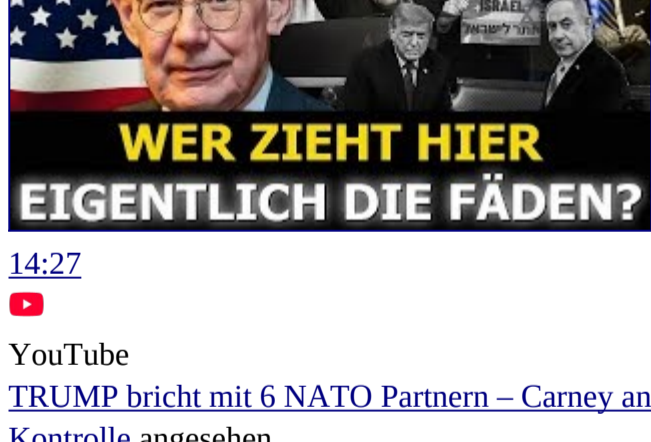 ISRAEL
WER ZIEHT HIER
EIGENTLICH DIE FÄDEN?
14:27
YouTube
TRUMP bricht mit 6 NATO Partnern – Carney an
Kontrolle angesehen